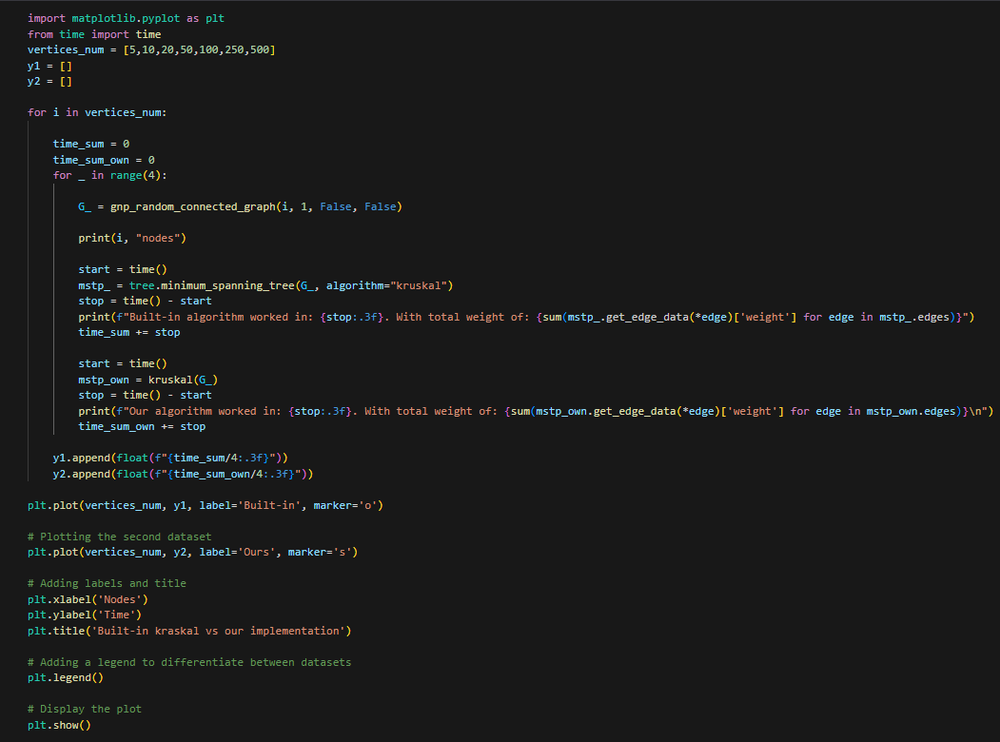 import matplotlib.pyplot as plt
from time import time
vertices_num = [5,10,20,50,100,250,500]
y1 = []
y2 = []
for i in vertices_num:
time_sum = 0
time_sum_own = 0
for _ in range(4):
G_ = gnp_random_connected_graph(i, 1, False, False)
print(i, "nodes")
start = time()
mstp_ = tree.minimum_spanning_tree(G_, algorithm="kruskal")
stop = time() - start
print(f"Built-in algorithm worked in: {stop:.3f}. With total weight of: {sum(mstp_.get_edge_data(*edge)['weight'] for edge in mstp_.edges)}")
time_sum += stop
start = time()
mstp_own = kruskal(G_)
stop = time() - start
print(f"Our algorithm worked in: {stop:.3f}. With total weight of: {sum(mstp_own.get_edge_data(*edge)['weight'] for edge in mstp_own.edges)}\n")
time_sum_own += stop
y1.append(float(f"{time_sum/4:.3f}"))
y2.append(float(f"{time_sum_own/4:.3f}"))
plt.plot(vertices_num, y1, label='Built-in', marker='o')
# Plotting the second dataset
plt.plot(vertices_num, y2, label='Ours', marker='s')
# Adding labels and title
plt.xlabel('Nodes')
plt.ylabel('Time')
plt.title('Built-in kraskal vs our implementation')
# Adding a legend to differentiate between datasets
plt.legend()
# Display the plot
plt.show()